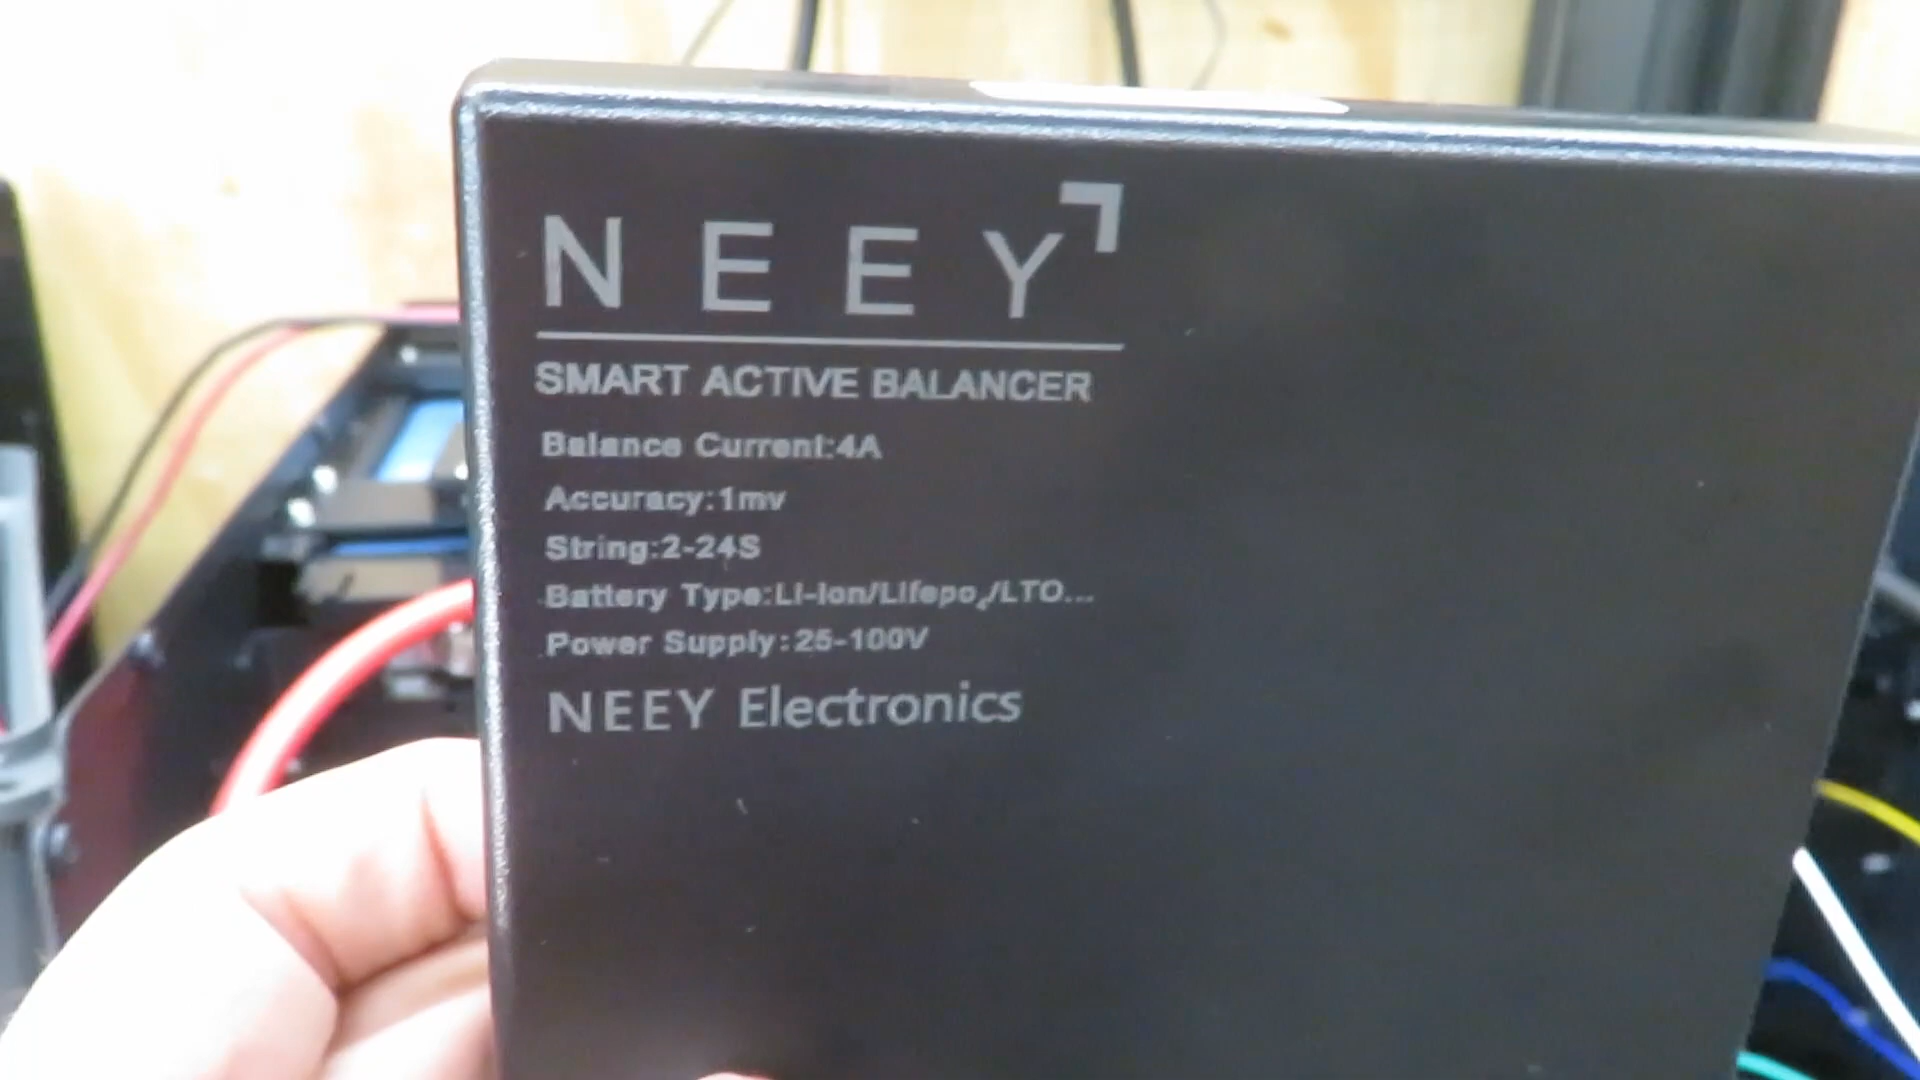 NEEY
SMART ACTIVE BALANCER
Balance Current:4A
Accuracy:1mv
String:2-24S
Battery Type:Li-ion/Lifepo₄/LTO...
Power Supply:25-100V
NEEY Electronics